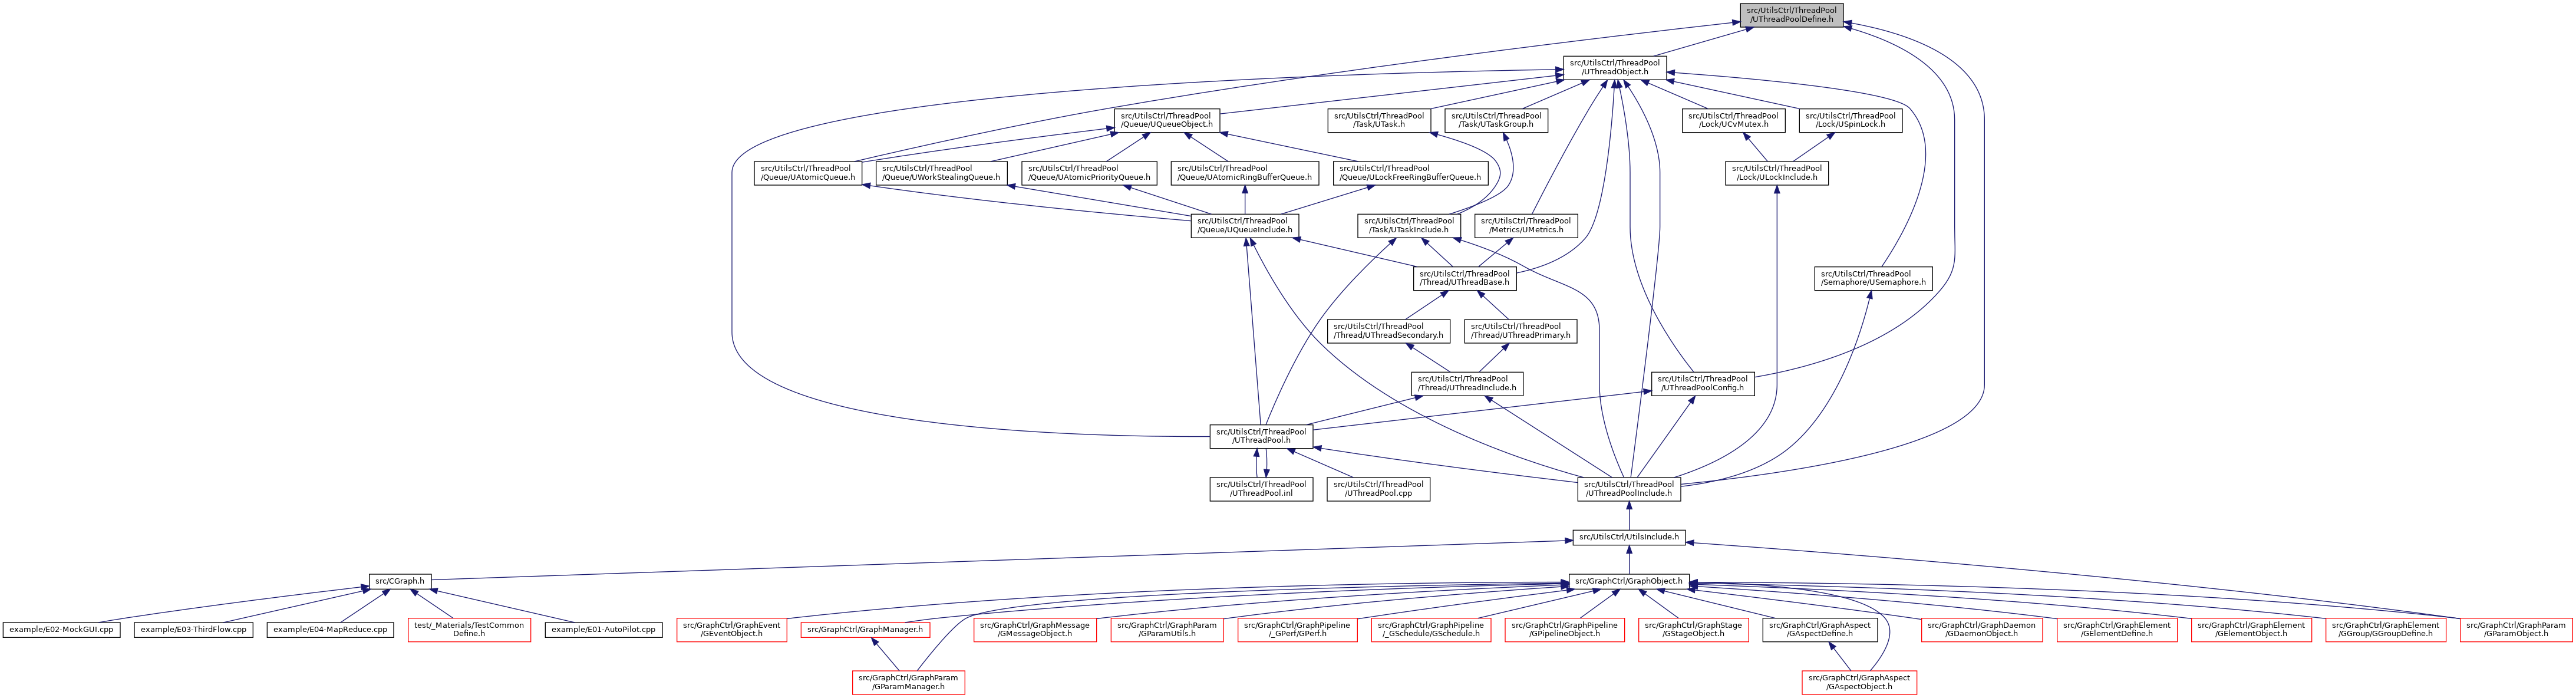 src/UtilsCtrl/ThreadPool
/UThreadPoolDefine.h
src/UtilsCtrl/ThreadPool
/UThreadObject.h
src/UtilsCtrl/ThreadPool
/Queue/UQueueObject.h
src/UtilsCtrl/ThreadPool
/Task/UTask.h
src/UtilsCtrl/ThreadPool
/Task/UTaskGroup.h
src/UtilsCtrl/ThreadPool
/Lock/UCvMutex.h
src/UtilsCtrl/ThreadPool
/Lock/USpinLock.h
src/UtilsCtrl/ThreadPool
/Queue/UAtomicQueue.h
src/UtilsCtrl/ThreadPool
/Queue/UWorkStealingQueue.h
src/UtilsCtrl/ThreadPool
/Queue/UAtomicPriorityQueue.h
src/UtilsCtrl/ThreadPool
/Queue/UAtomicRingBufferQueue.h
src/UtilsCtrl/ThreadPool
/Queue/ULockFreeRingBufferQueue.h
src/UtilsCtrl/ThreadPool
/Lock/ULockInclude.h
src/UtilsCtrl/ThreadPool
/Queue/UQueueInclude.h
src/UtilsCtrl/ThreadPool
/Task/UTaskInclude.h
src/UtilsCtrl/ThreadPool
/Metrics/UMetrics.h
src/UtilsCtrl/ThreadPool
/Thread/UThreadBase.h
src/UtilsCtrl/ThreadPool
/Semaphore/USemaphore.h
src/UtilsCtrl/ThreadPool
/Thread/UThreadSecondary.h
src/UtilsCtrl/ThreadPool
/Thread/UThreadPrimary.h
src/UtilsCtrl/ThreadPool
/Thread/UThreadInclude.h
src/UtilsCtrl/ThreadPool
/UThreadPoolConfig.h
src/UtilsCtrl/ThreadPool
/UThreadPool.h
src/UtilsCtrl/ThreadPool
/UThreadPool.inl
src/UtilsCtrl/ThreadPool
/UThreadPool.cpp
src/UtilsCtrl/ThreadPool
/UThreadPoolInclude.h
src/UtilsCtrl/UtilsInclude.h
src/CGraph.h
src/GraphCtrl/GraphObject.h
example/E02-MockGUI.cpp
example/E03-ThirdFlow.cpp
example/E04-MapReduce.cpp
test/_Materials/TestCommon
Define.h
example/E01-AutoPilot.cpp
src/GraphCtrl/GraphEvent
/GEventObject.h
src/GraphCtrl/GraphManager.h
src/GraphCtrl/GraphMessage
/GMessageObject.h
src/GraphCtrl/GraphParam
/GParamUtils.h
src/GraphCtrl/GraphPipeline
/_GPerf/GPerf.h
src/GraphCtrl/GraphPipeline
/_GSchedule/GSchedule.h
src/GraphCtrl/GraphPipeline
/GPipelineObject.h
src/GraphCtrl/GraphStage
/GStageObject.h
src/GraphCtrl/GraphAspect
/GAspectDefine.h
src/GraphCtrl/GraphDaemon
/GDaemonObject.h
src/GraphCtrl/GraphElement
/GElementDefine.h
src/GraphCtrl/GraphElement
/GElementObject.h
src/GraphCtrl/GraphElement
/GGroup/GGroupDefine.h
src/GraphCtrl/GraphParam
/GParamObject.h
src/GraphCtrl/GraphParam
/GParamManager.h
src/GraphCtrl/GraphAspect
/GAspectObject.h